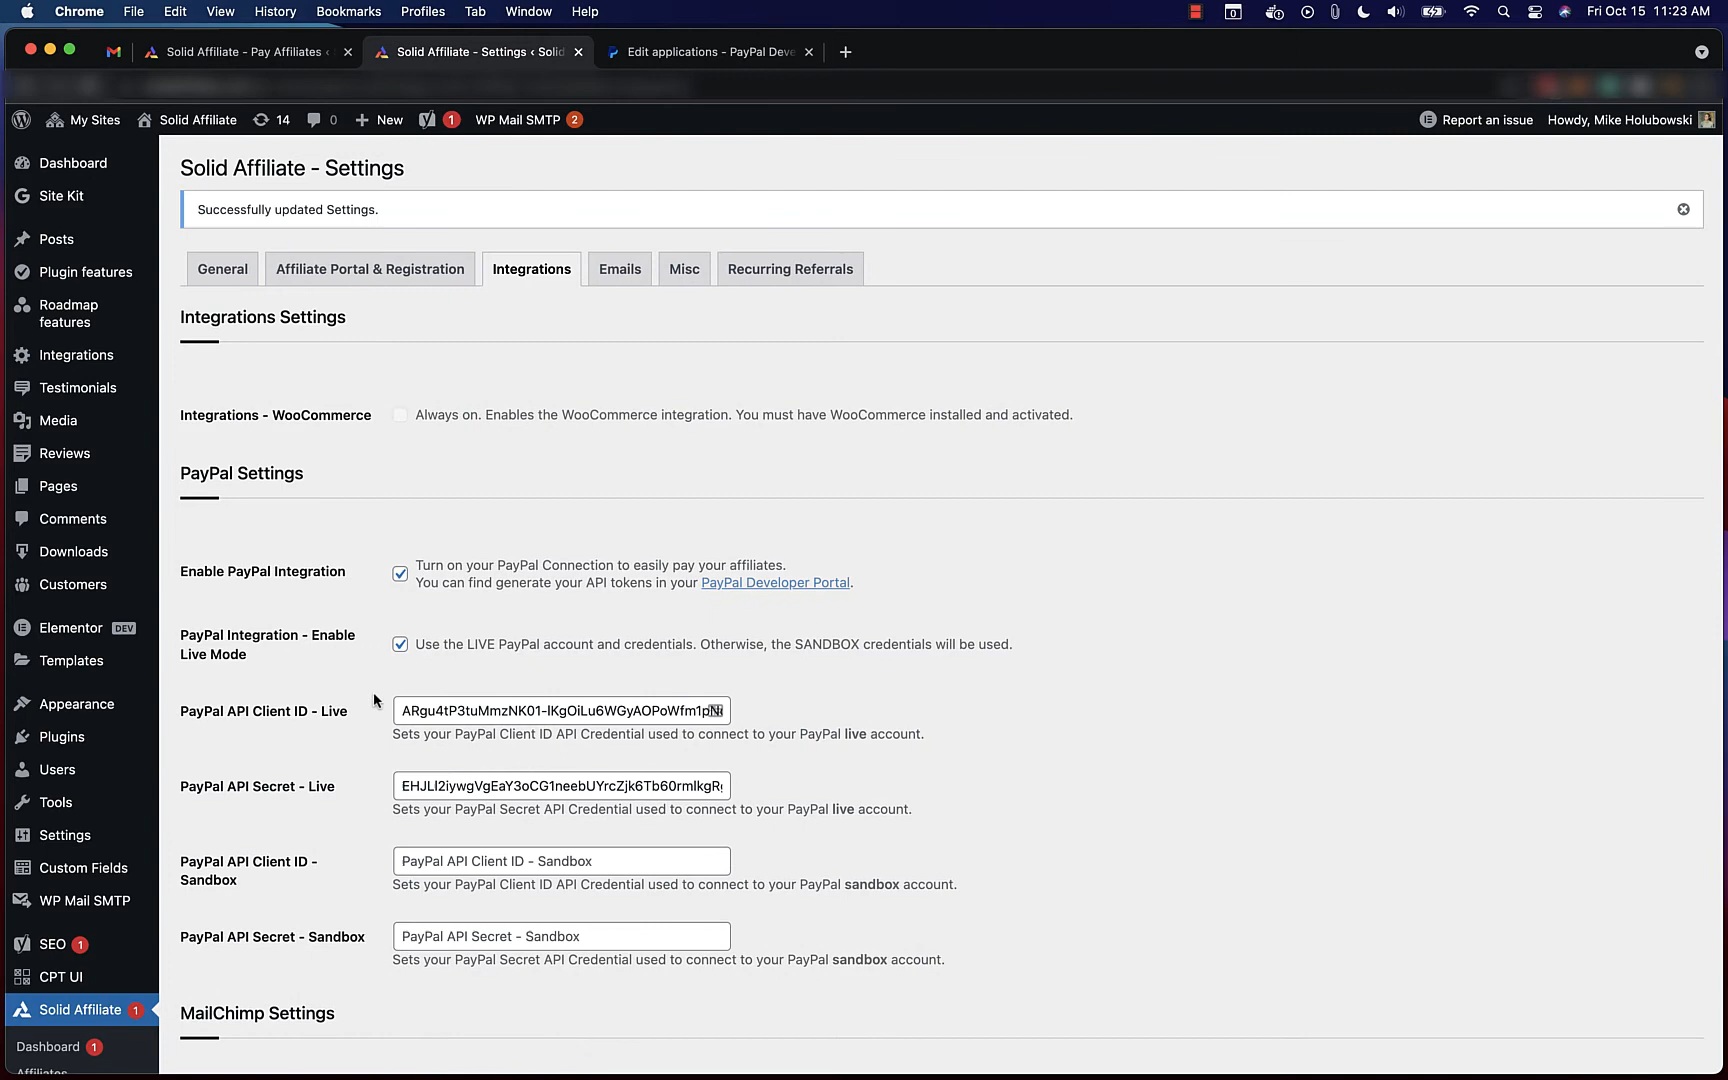 Chrome File Edit View History Bookmarks Profiles Tab Window Help
Fri Oct 15 11:23 AM
Solid Affiliate - Pay Affiliates ‹
Solid Affiliate - Settings ‹ Solid
Edit applications - PayPal Deve
My Sites
Solid Affiliate
14
0
New
1
WP Mail SMTP 2
Report an issue
Howdy, Mike Holubowski
Dashboard
Site Kit
Posts
Plugin features
Roadmap
features
Integrations
Testimonials
Media
Reviews
Pages
Comments
Downloads
Customers
Elementor DEV
Templates
Appearance
Plugins
Users
Tools
Settings
Custom Fields
WP Mail SMTP
SEO 1
CPT UI
Solid Affiliate 1
Dashboard 1
Affiliates
Solid Affiliate - Settings
Successfully updated Settings.
General
Affiliate Portal & Registration
Integrations
Emails
Misc
Recurring Referrals
Integrations Settings
Integrations - WooCommerce
Always on. Enables the WooCommerce integration. You must have WooCommerce installed and activated.
PayPal Settings
Enable PayPal Integration
Turn on your PayPal Connection to easily pay your affiliates.
You can find generate your API tokens in your PayPal Developer Portal.
PayPal Integration - Enable
Live Mode
Use the LIVE PayPal account and credentials. Otherwise, the SANDBOX credentials will be used.
PayPal API Client ID - Live
Sets your PayPal Client ID API Credential used to connect to your PayPal live account.
PayPal API Secret - Live
Sets your PayPal Secret API Credential used to connect to your PayPal live account.
PayPal API Client ID -
Sandbox
PayPal API Client ID - Sandbox
Sets your PayPal Client ID API Credential used to connect to your PayPal sandbox account.
PayPal API Secret - Sandbox
PayPal API Secret - Sandbox
Sets your PayPal Secret API Credential used to connect to your PayPal sandbox account.
MailChimp Settings